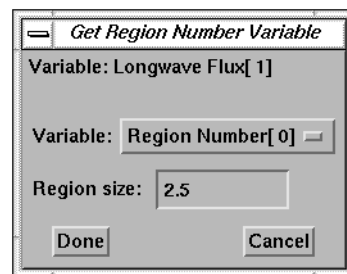 Get Region Number Variable
Variable: Longwave Flux[ 1]
Variable: Region Number[ 0]
Region size: 2.5
Done Cancel